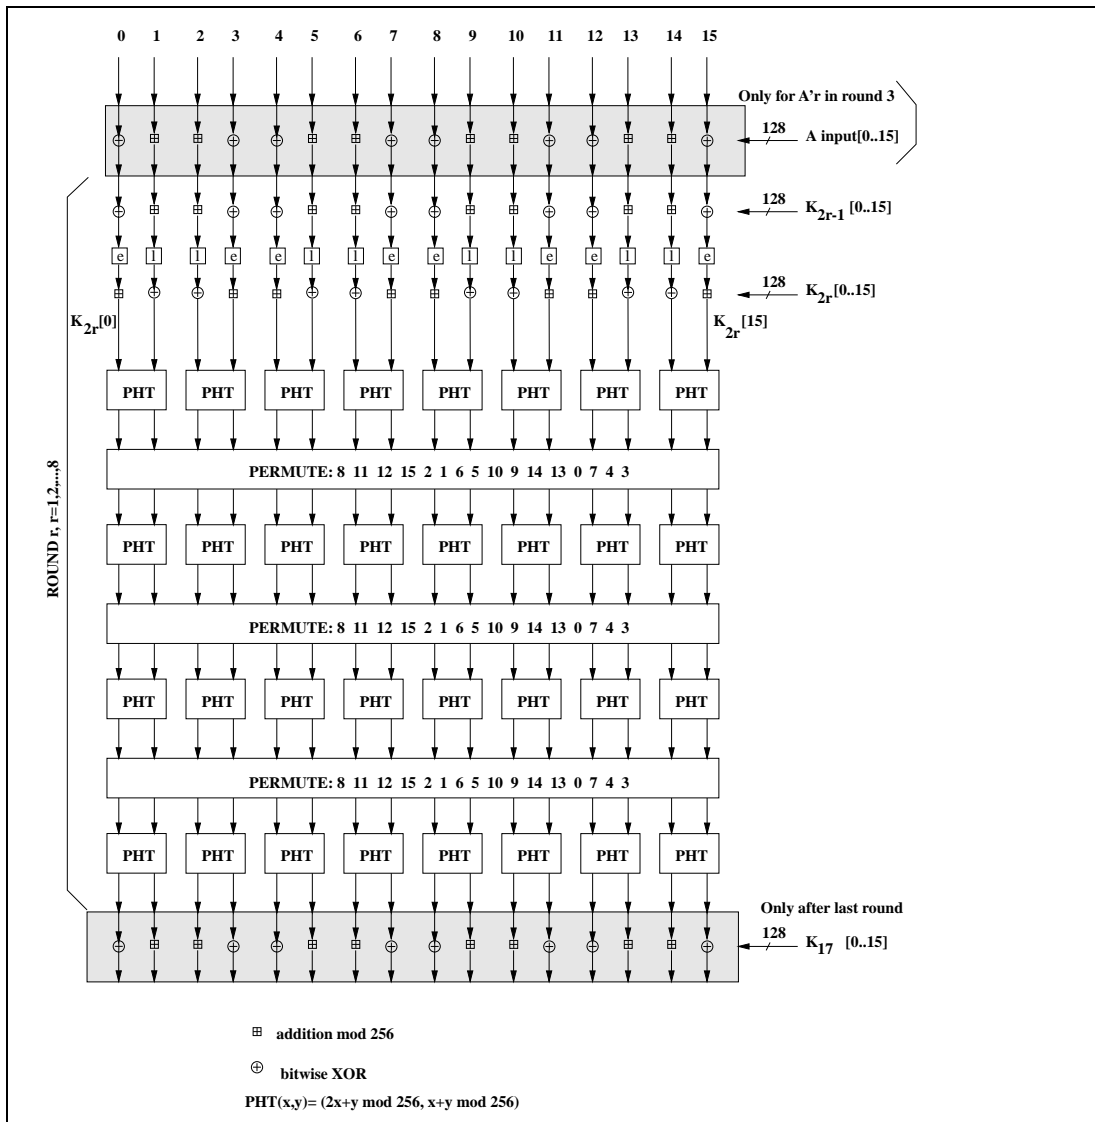 0 1 2 3 4 5 6 7 8 9 10 11 12 13 14 15
Only for A'r in round 3
128
A input[0..15]
128
K2r-1 [0..15]
e l l e e l l e e l l e e l l e
128
K2r[0..15]
K2r[0]
K2r[15]
PHT PHT PHT PHT PHT PHT PHT PHT
PERMUTE: 8 11 12 15 2 1 6 5 10 9 14 13 0 7 4 3
PHT PHT PHT PHT PHT PHT PHT PHT
ROUND r, r=1,2,...,8
PERMUTE: 8 11 12 15 2 1 6 5 10 9 14 13 0 7 4 3
PHT PHT PHT PHT PHT PHT PHT PHT
PERMUTE: 8 11 12 15 2 1 6 5 10 9 14 13 0 7 4 3
PHT PHT PHT PHT PHT PHT PHT PHT
Only after last round
128
K17 [0..15]
addition mod 256
bitwise XOR
PHT(x,y)= (2x+y mod 256, x+y mod 256)